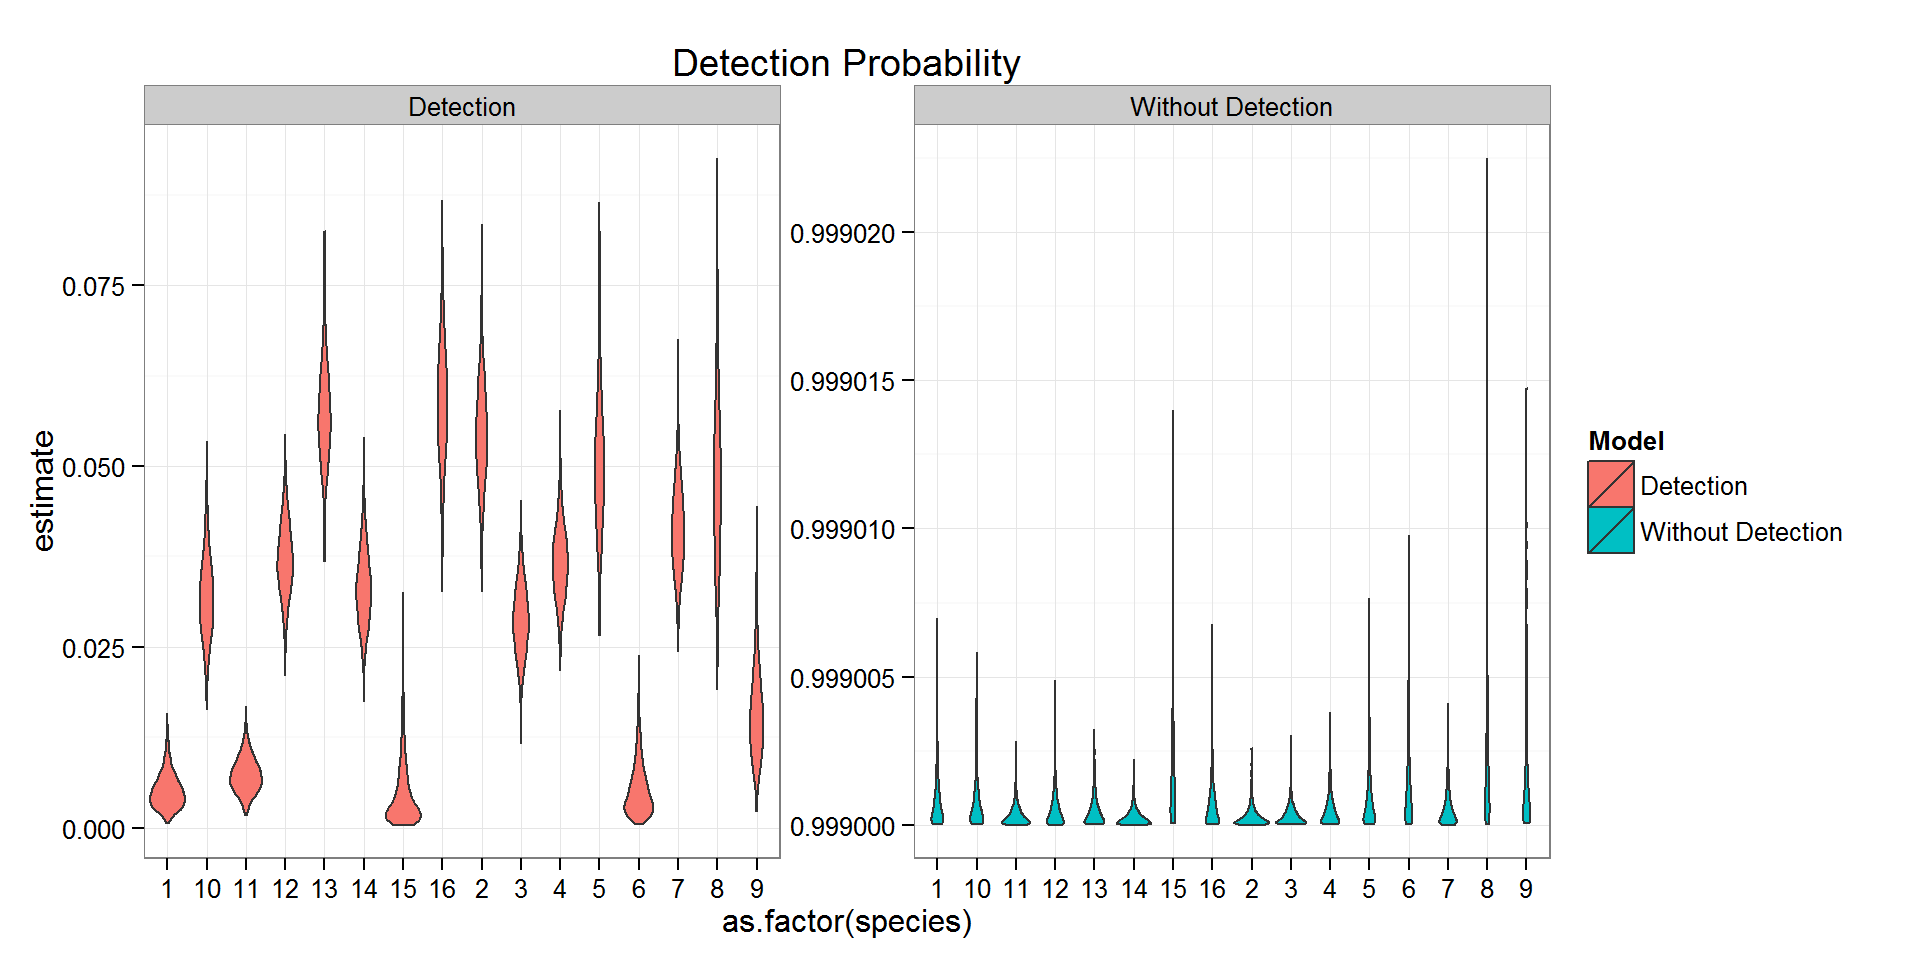 Detection Probability
Detection
Without Detection
estimate
0.075
0.050
0.025
0.000
0.999020
0.999015
0.999010
0.999005
0.999000
1 10 11 12 13 14 15 16 2 3 4 5 6 7 8 9
1 10 11 12 13 14 15 16 2 3 4 5 6 7 8 9
as.factor(species)
Model
Detection
Without Detection